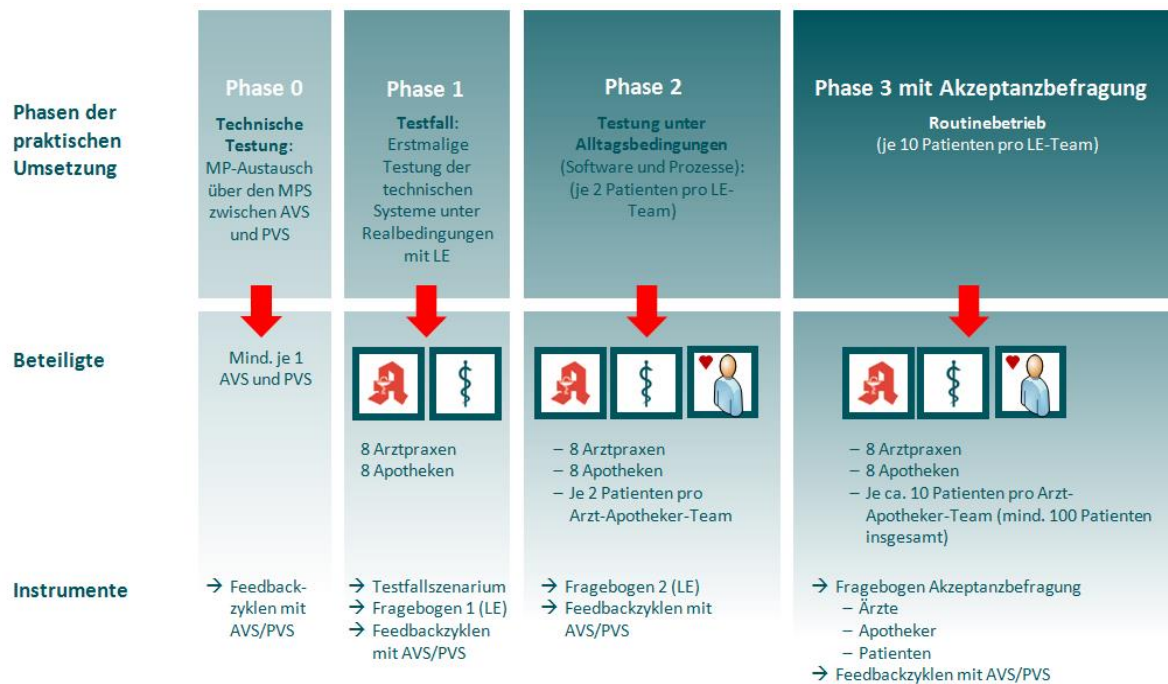 Phasen der
praktischen
Umsetzung
Phase 0
Technische
Testung:
MP-Austausch
über den MPS
zwischen AVS
und PVS
Phase 1
Testfall:
Erstmalige
Testung der
technischen
Systeme unter
Realbedingungen
mit LE
Phase 2
Testung unter
Alltagsbedingungen
(Software und Prozesse):
(je 2 Patienten pro LE-
Team)
Phase 3 mit Akzeptanzbefragung
Routinebetrieb
(je 10 Patienten pro LE-Team)
Beteiligte
Mind. je 1
AVS und PVS
8 Arztpraxen
8 Apotheken
– 8 Arztpraxen
– 8 Apotheken
– Je 2 Patienten pro
Arzt-Apotheker-Team
– 8 Arztpraxen
– 8 Apotheken
– Je ca. 10 Patienten pro Arzt-
Apotheker-Team (mind. 100 Patienten
insgesamt)
Instrumente
→ Feedback-
zyklen mit
AVS/PVS
→ Testfallszenarium
→ Fragebogen 1 (LE)
→ Feedbackzyklen
mit AVS/PVS
→ Fragebogen 2 (LE)
→ Feedbackzyklen mit
AVS/PVS
→ Fragebogen Akzeptanzbefragung
– Ärzte
– Apotheker
– Patienten
→ Feedbackzyklen mit AVS/PVS